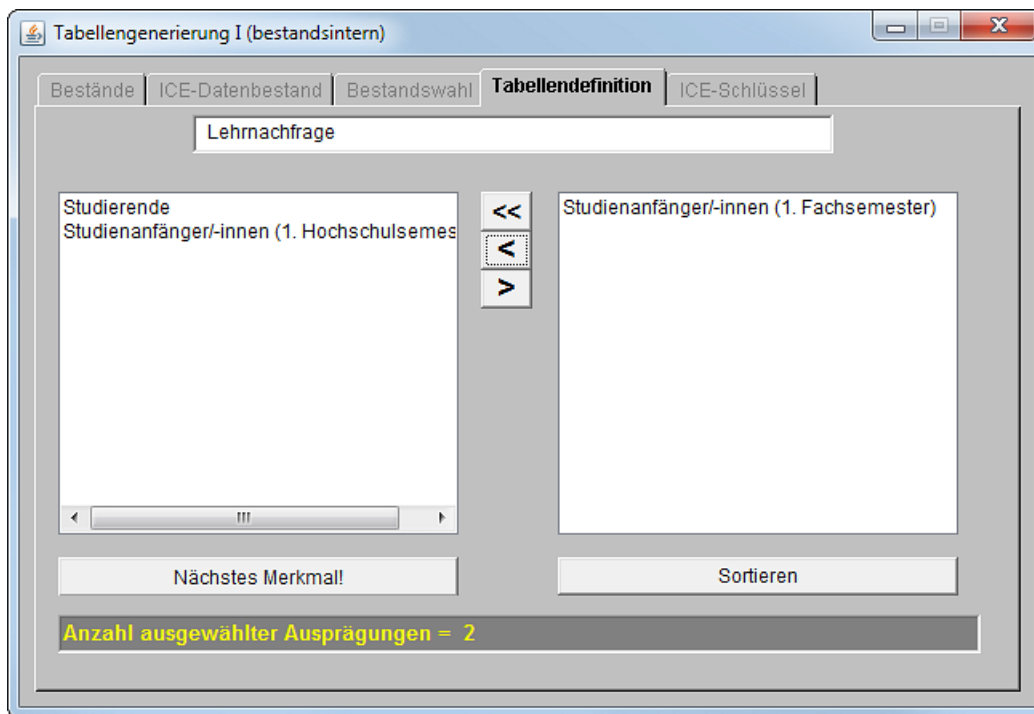 Tabellengenerierung I (bestandsintern)
Bestände ICE-Datenbestand Bestandswahl Tabellendefinition ICE-Schlüssel
Lehrnachfrage
Studierende
Studienanfänger/-innen (1. Hochschulsemes
<<
<
>
Studienanfänger/-innen (1. Fachsemester)
Nächstes Merkmal!
Sortieren
Anzahl ausgewählter Ausprägungen = 2